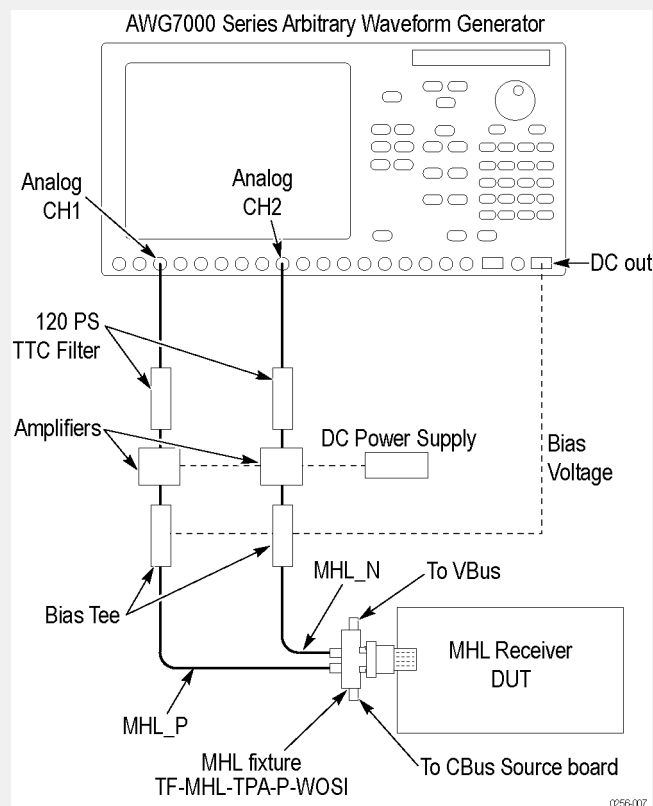 AWG7000 Series Arbitrary Waveform Generator
Analog
CH1
Analog
CH2
DC out
120 PS
TTC Filter
Amplifiers
DC Power Supply
Bias
Voltage
Bias Tee
MHL_N
To VBus
MHL Receiver
DUT
MHL_P
MHL fixture
TF-MHL-TPA-P-WOSI
To CBus Source board
0256-007